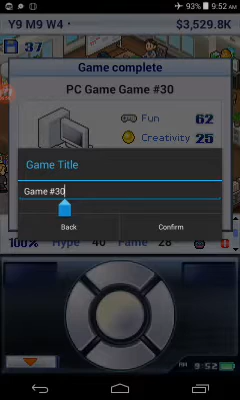 93% 9:52 AM
Y9 M9 W4 $3,529.8K
37
Game complete
PC Game Game #30
Fun 62
Creativity 25
Game Title
Game #30
Back Confirm
100% Hype 40 Fame 28
9:52